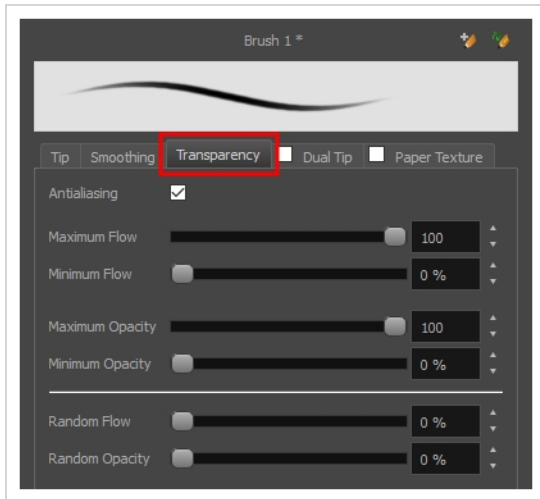 Brush 1 *
Tip Smoothing Transparency Dual Tip Paper Texture
Antialiasing
Maximum Flow 100
Minimum Flow 0 %
Maximum Opacity 100
Minimum Opacity 0 %
Random Flow 0 %
Random Opacity 0 %